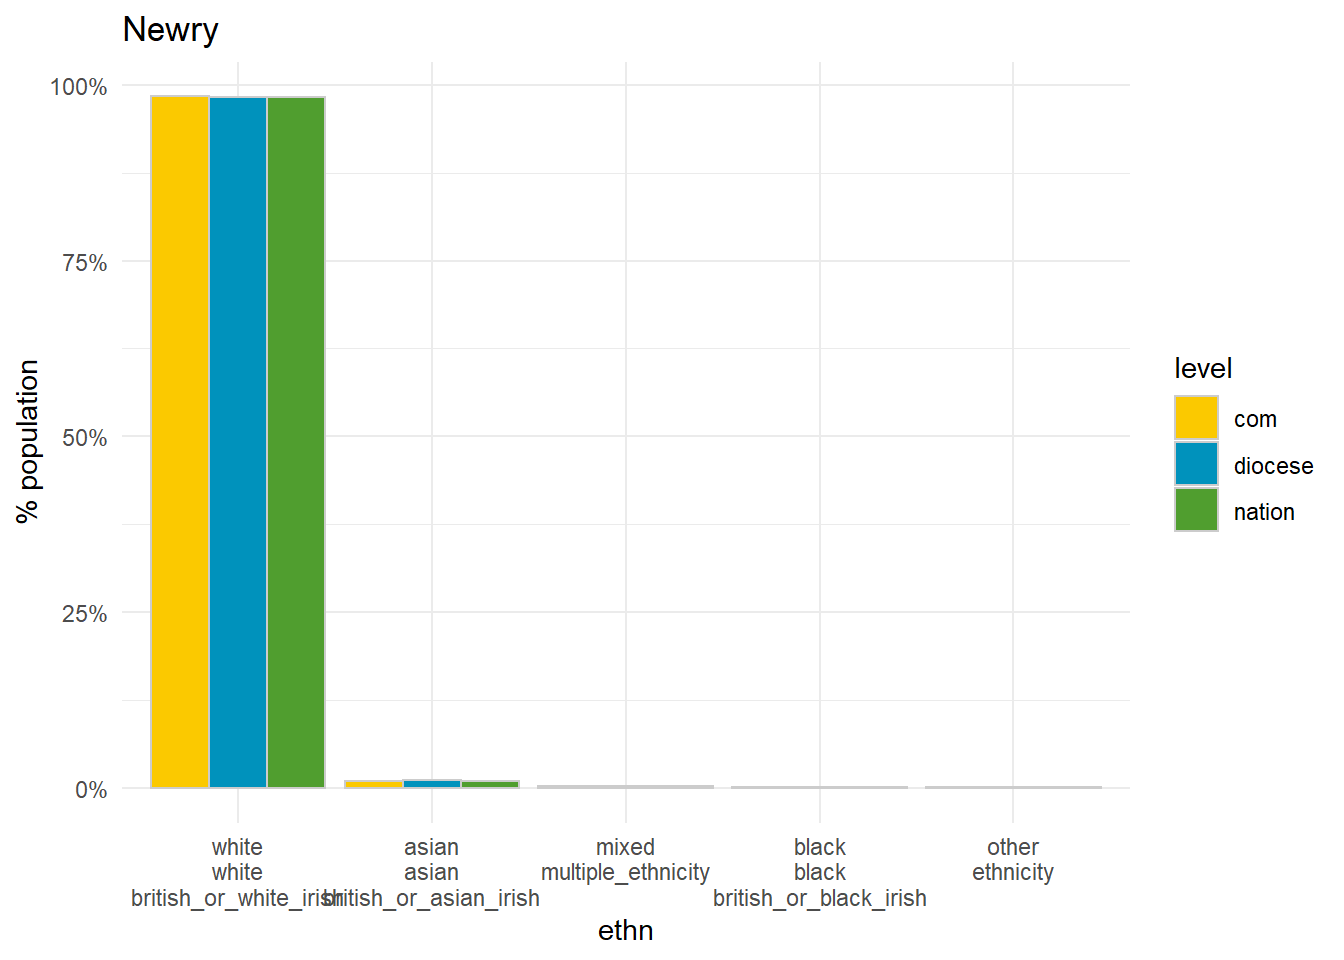 Newry
100%
75%
50%
25%
0%
% population
white
white
british_or_white_irish
asian
asian
british_or_asian_irish
mixed
multiple_ethnicity
black
black
british_or_black_irish
other
ethnicity
ethn
level
com
diocese
nation